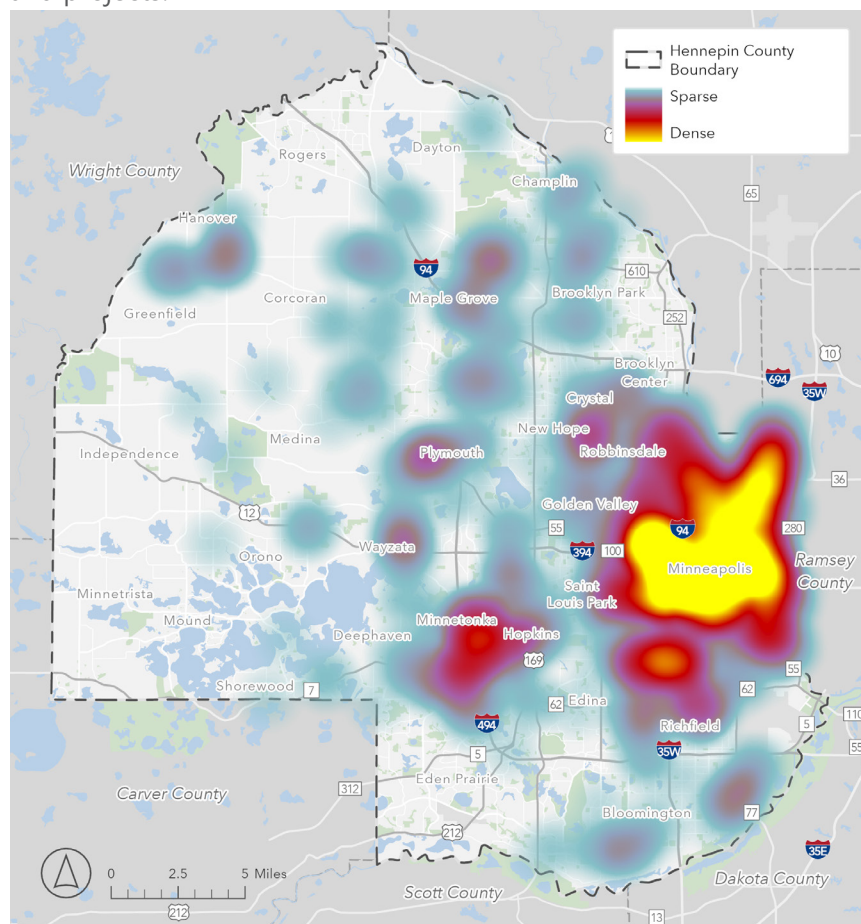 Hennepin County
Boundary
Sparse
Dense
Wright County
Rogers
Dayton
Champlin
65
Hanover
94
610
Greenfield
Corcoran
Maple Grove
Brooklyn Park
252
10
Brooklyn
Center
694
35W
Crystal
New Hope
Independence
Medina
Plymouth
Robbinsdale
36
12
Golden Valley
55
94
280
Orono
Wayzata
394
100
Minneapolis
Ramsey
County
Minnetrista
Saint
Louis Park
Mound
Deephaven
Minnetonka
Hopkins
169
55
Shorewood
7
62
Edina
62
494
Richfield
5
110
35W
55
5
Eden Prairie
Carver County
312
Bloomington
77
212
35E
0
2.5
5 Miles
Scott County
Dakota County
212
13